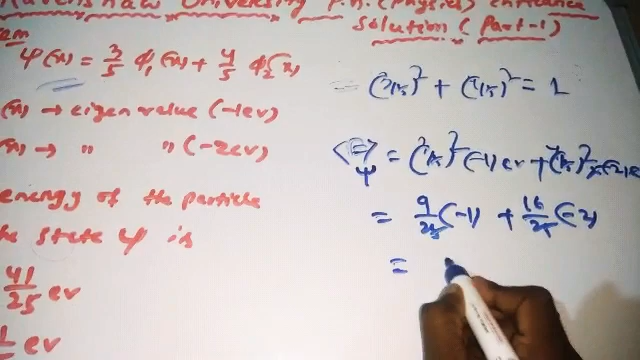 Ravenshaw University P.G. (Physics) Entrance
Solution (Part-1)
ψ(x) = 3/5 ϕ₁(x) + 4/5 ϕ₂(x)
(x) → eigen value (-1ev)
(x) → " " (-2ev)
energy of the particle
state ψ is
41/25 ev
ev
= (3/5)² + (4/5)² = 1
⟨E⟩ψ = (3/5)² (-1) ev + (4/5)² × (-2) ev
= 9/25 (-1) + 16/25 (-2)
=